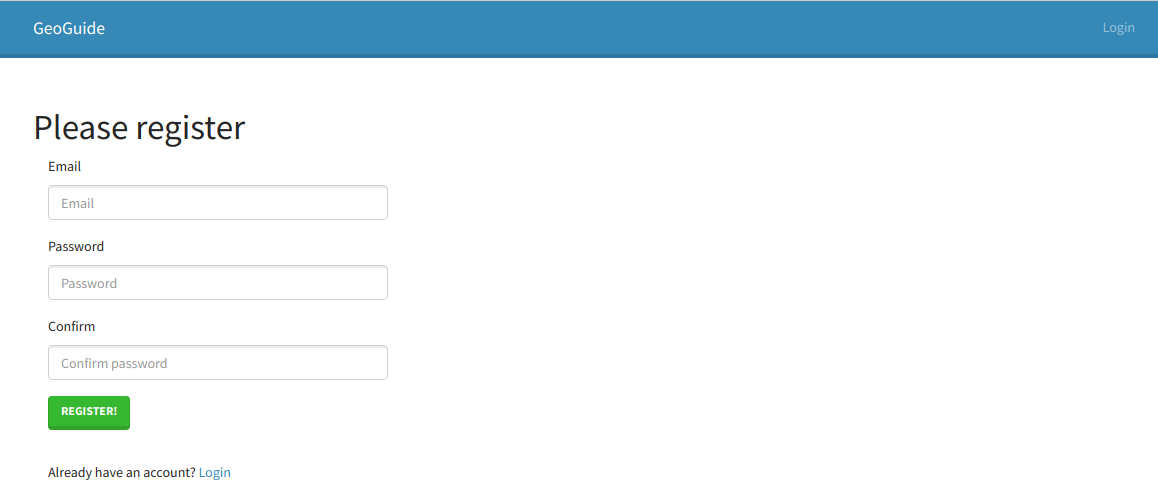 GeoGuide
Login
Please register
Email
Email
Password
Password
Confirm
Confirm password
REGISTER!
Already have an account? Login